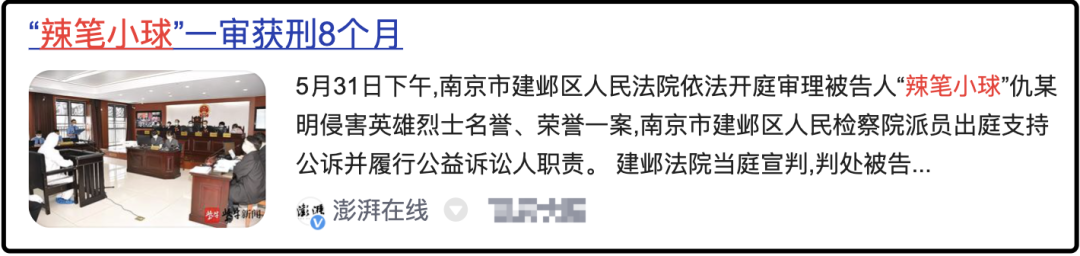 “辣笔小球”一审获刑8个月
5月31日下午,南京市建邺区人民法院依法开庭审理被告人“辣笔小球”仇某
明侵害英雄烈士名誉、荣誉一案,南京市建邺区人民检察院派员出庭支持
公诉并履行公益诉讼人职责。 建邺法院当庭宣判,判处被告...
新闻
澎湃 澎湃在线